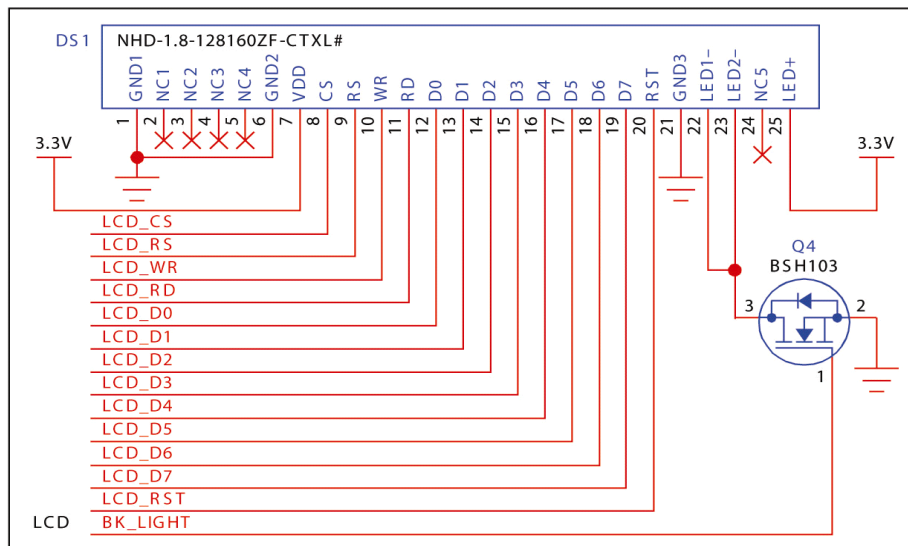 DS1 NHD-1.8-128160ZF-CTXL#
GND1 NC1 NC2 NC3 NC4 GND2 VDD CS RS WR RD D0 D1 D2 D3 D4 D5 D6 D7 RST GND3 LED1- LED2- NC5 LED+
1 2 3 4 5 6 7 8 9 10 11 12 13 14 15 16 17 18 19 20 21 22 23 24 25
3.3V 3.3V
LCD_CS
LCD_RS
LCD_WR
LCD_RD
LCD_D0
LCD_D1
LCD_D2
LCD_D3
LCD_D4
LCD_D5
LCD_D6
LCD_D7
LCD_RST
LCD BK_LIGHT
Q4
BSH103
3 2
1